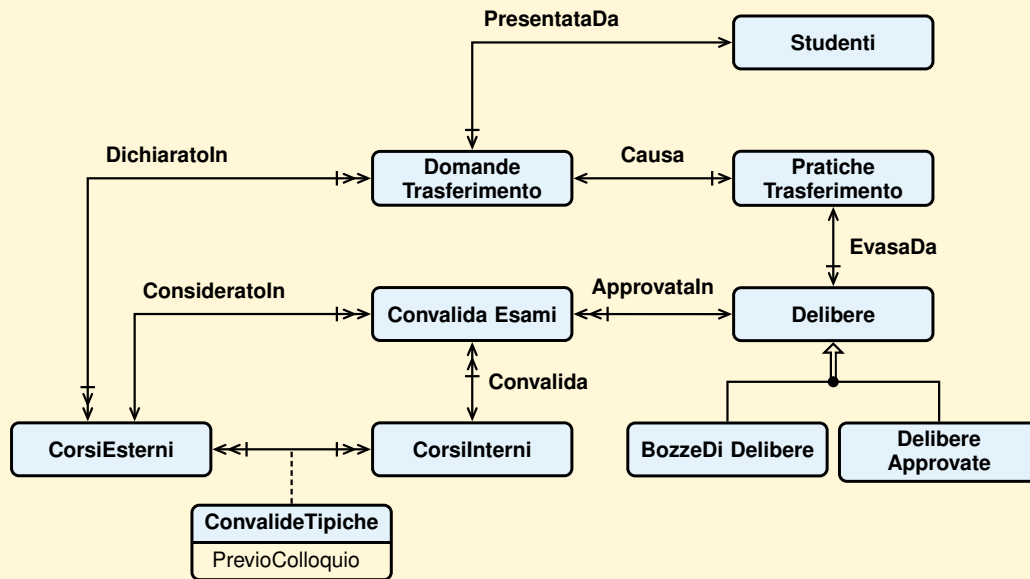 PresentataDa
Studenti
DichiaratoIn
Domande
Trasferimento
Causa
Pratiche
Trasferimento
EvasaDa
ConsideratoIn
Convalida Esami
ApprovataIn
Delibere
Convalida
CorsiEsterni
CorsiInterni
BozzeDi Delibere
Delibere
Approvate
ConvalideTipiche
PrevioColloquio